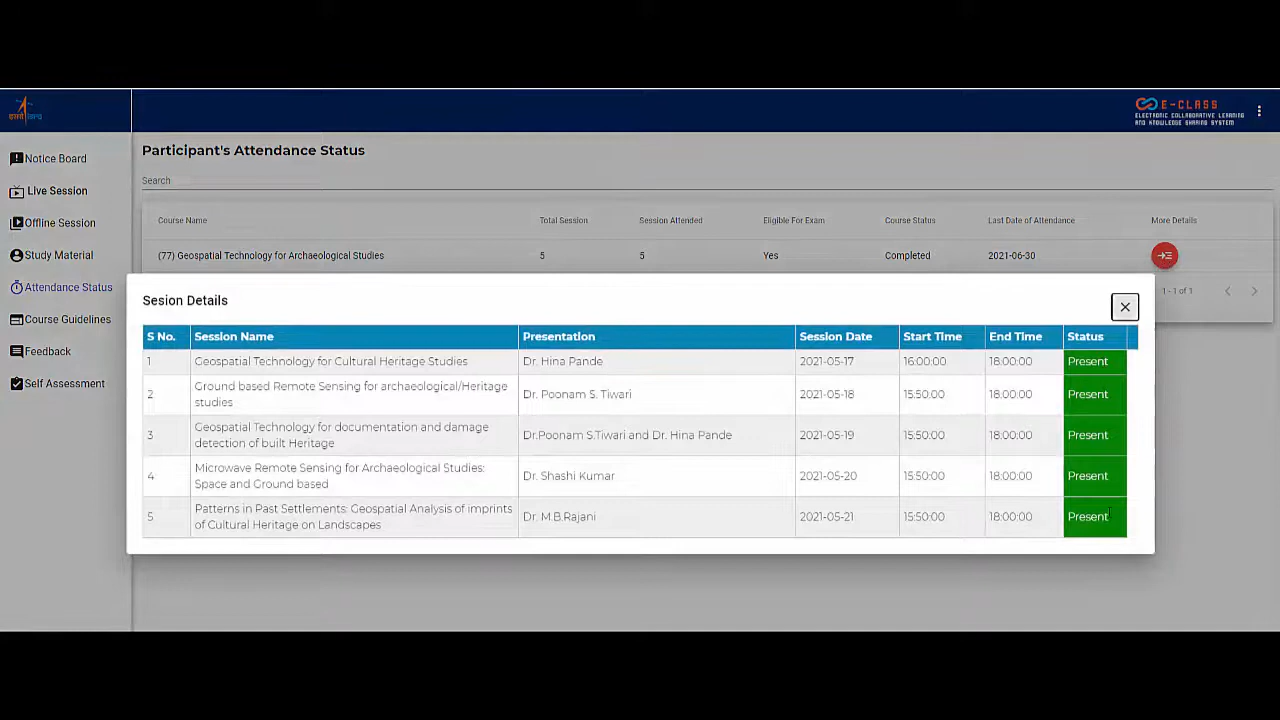 E-CLASS
ELECTRONIC COLLABORATIVE LEARNING
AND KNOWLEDGE SHARING SYSTEM
Notice Board
Live Session
Offline Session
Study Material
Attendance Status
Course Guidelines
Feedback
Self Assessment
Participant's Attendance Status
Search
Course Name Total Session Session Attended Eligible For Exam Course Status Last Date of Attendance More Details
(77) Geospatial Technology for Archaeological Studies 5 5 Yes Completed 2021-06-30
1 - 1 of 1
Sesion Details
S No. Session Name Presentation Session Date Start Time End Time Status
1 Geospatial Technology for Cultural Heritage Studies Dr. Hina Pande 2021-05-17 16:00:00 18:00:00 Present
2 Ground based Remote Sensing for archaeological/Heritage
studies Dr. Poonam S. Tiwari 2021-05-18 15:50:00 18:00:00 Present
3 Geospatial Technology for documentation and damage
detection of built Heritage Dr.Poonam S.Tiwari and Dr. Hina Pande 2021-05-19 15:50:00 18:00:00 Present
4 Microwave Remote Sensing for Archaeological Studies:
Space and Ground based Dr. Shashi Kumar 2021-05-20 15:50:00 18:00:00 Present
5 Patterns in Past Settlements: Geospatial Analysis of imprints
of Cultural Heritage on Landscapes Dr. M.B.Rajani 2021-05-21 15:50:00 18:00:00 Present